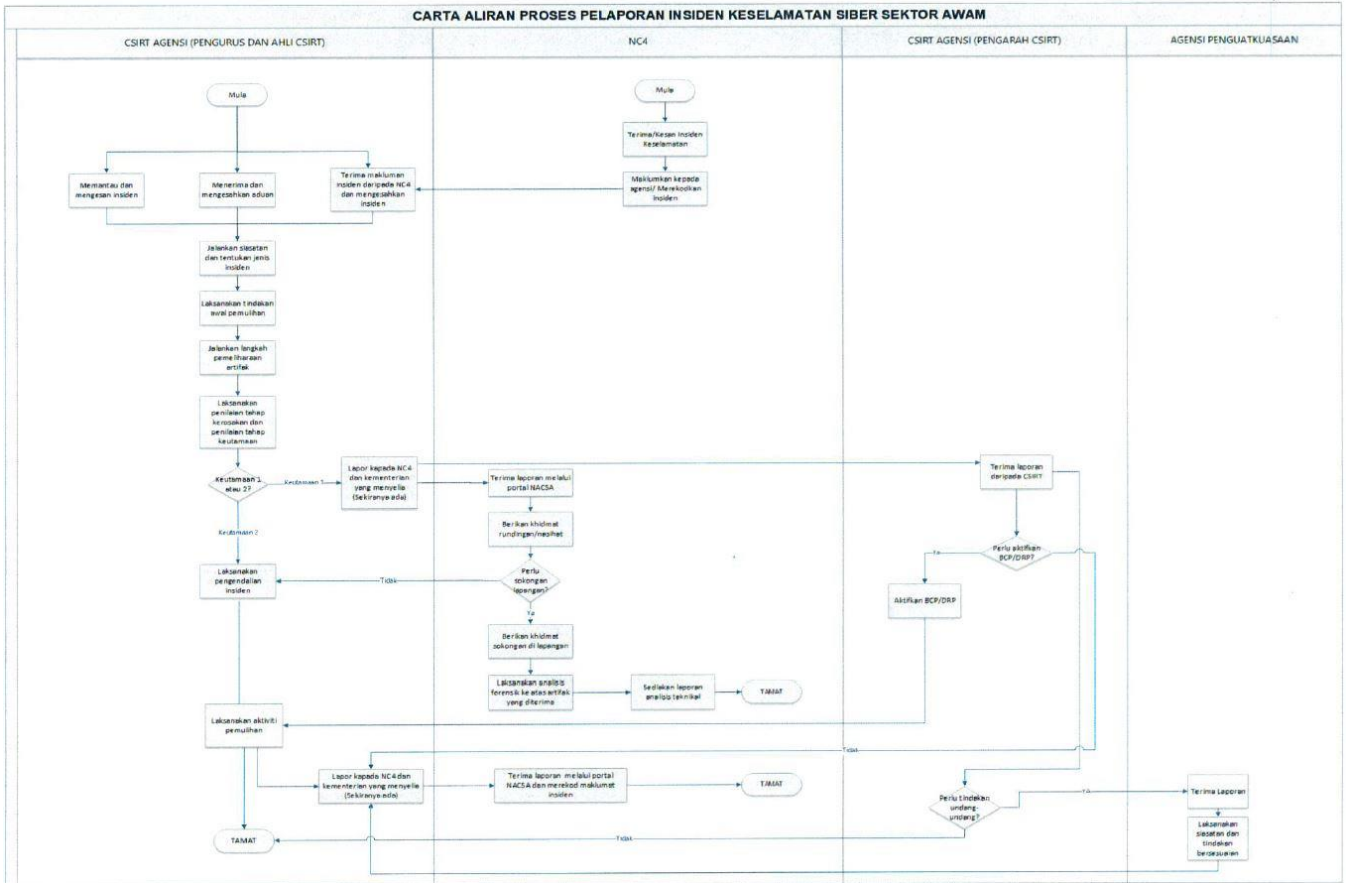 CARTA ALIRAN PROSES PELAPORAN INSIDEN KESELAMATAN SIBER SEKTOR AWAM
CSIRT AGENSI (PENGURUS DAN AHLI CSIRT)
NC4
CSIRT AGENSI (PENGARAH CSIRT)
AGENSI PENGUATKUASAAN
Mula
Mula
Terima/Kesan Insiden
Keselamatan
Maklumkan kepada
agensi/ Merekodkan
Insiden
Memantau dan
mengesan insiden
Menerima dan
mengesahkan aduan
Terima makluman
insiden daripada NC4
dan mengesahkan
insiden
Jalankan siasatan
dan tentukan jenis
insiden
Laksanakan tindakan
awal pemulihan
Jalankan langkah
pemeliharaan
artifak
Laksanakan
penilaian tahap
kerosakan dan
penilaian tahap
keutamaan
Keutamaan 1
atau 2?
Keutamaan 1
Lapor kepada NC4
dan kementerian
yang menyelia
(Sekiranya ada)
Terima laporan melalui
portal NACSA
Terima laporan
daripada CSIRT
Keutamaan 2
Berikan khidmat
rundingan/nasihat
Perlu aktifkan
BCP/DRP?
Ya
Laksanakan
pengendalian
insiden
Tidak
Perlu
sokongan
lapangan?
Ya
Aktifkan BCP/DRP
Berikan khidmat
sokongan di lapangan
Laksanakan analisis
forensik ke atas artifak
yang diterima
Sediakan laporan
analisis teknikal
TAMAT
Laksanakan aktiviti
pemulihan
Tidak
Lapor kepada NC4 dan
kementerian yang menyelia
(Sekiranya ada)
Terima laporan melalui portal
NACSA dan merekod maklumat
insiden
TAMAT
Perlu tindakan
undang-
undang?
Ya
Terima Laporan
Laksanakan
siasatan dan
tindakan
bersesuaian
Tidak
TAMAT